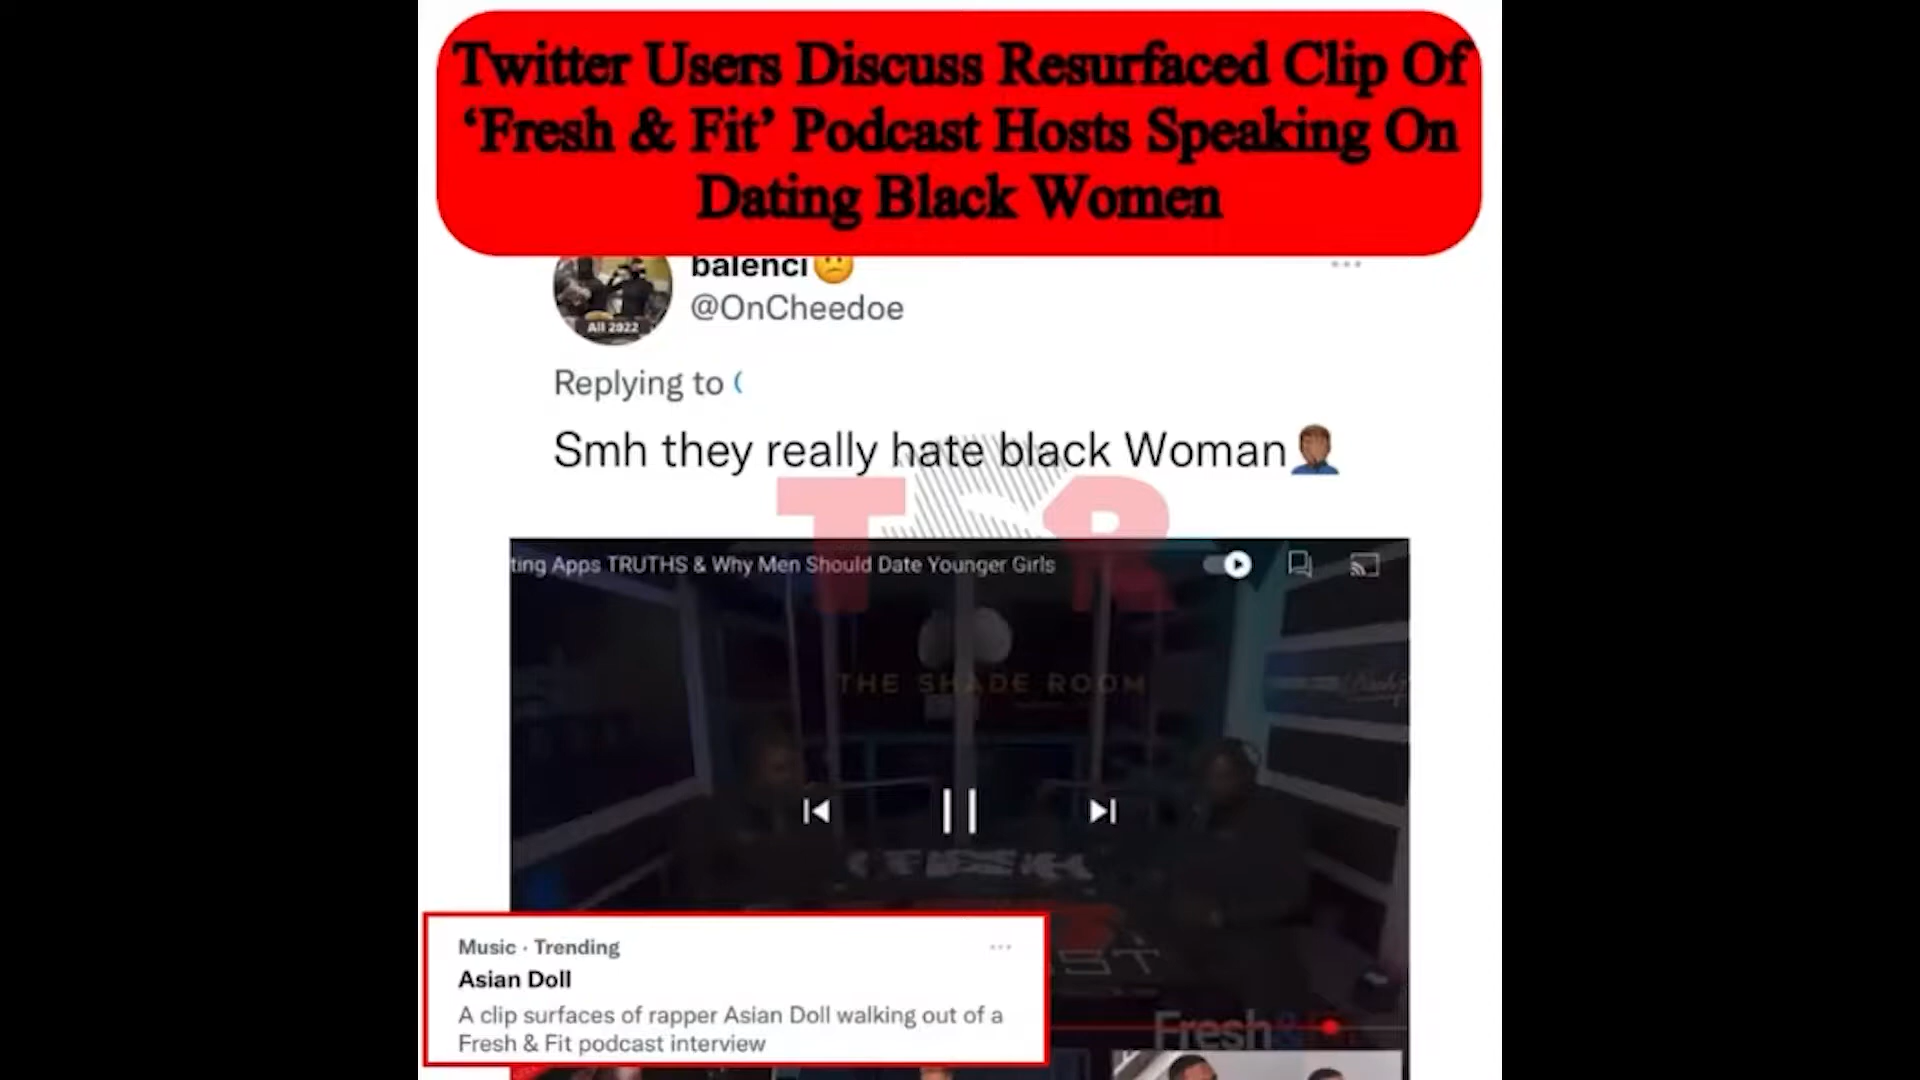 Twitter Users Discuss Resurfaced Clip Of
‘Fresh & Fit’ Podcast Hosts Speaking On
Dating Black Women
balenci
@OnCheedoe
All 2022
Replying to
Smh they really hate black Woman
T R
ting Apps TRUTHS & Why Men Should Date Younger Girls
THE SHADE ROOM
Music · Trending
Asian Doll
A clip surfaces of rapper Asian Doll walking out of a
Fresh & Fit podcast interview
Fresh